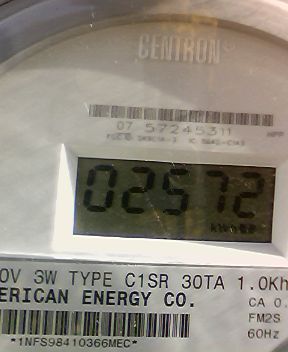 CENTRON®
07 57245311
02572
0V 3W TYPE C1SR 30TA 1.0Kh
ERICAN ENERGY CO.
CA 0.
FM2S
60Hz
*1NFS98410366MEC*